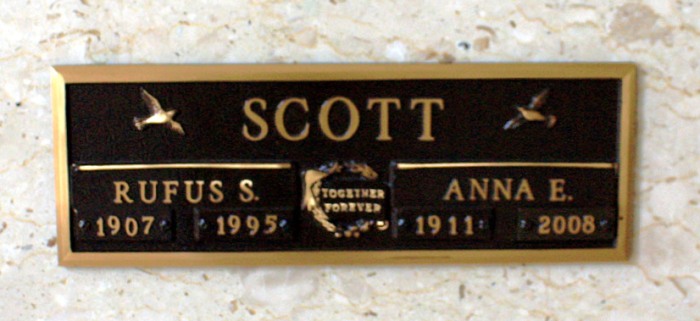 SCOTT
RUFUS S.
1907 1995
TOGETHER
FOREVER
ANNA E.
1911 2008